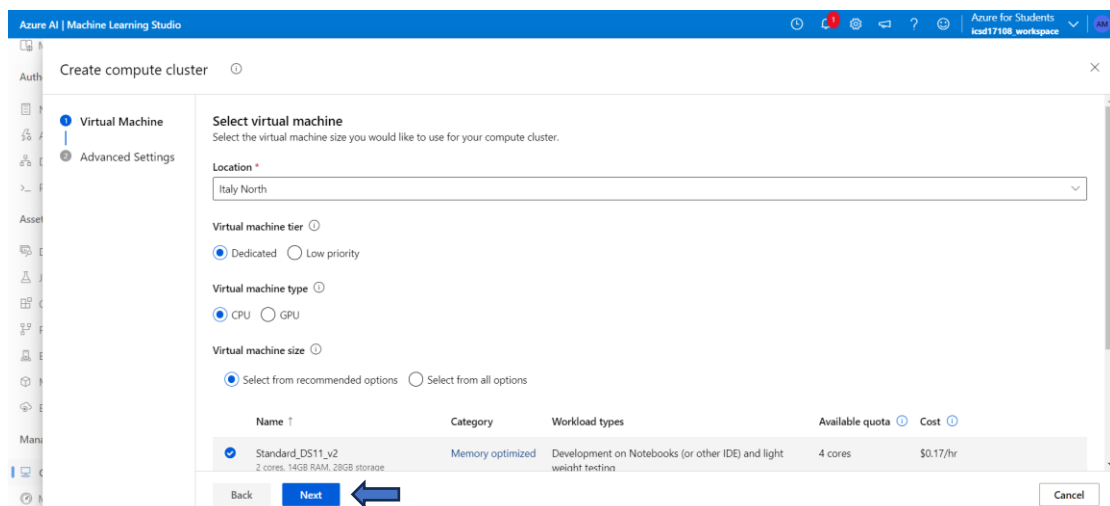 Azure AI | Machine Learning Studio
1
Azure for Students
icsd17108_workspace
AM
Create compute cluster
Auth
1 Virtual Machine
2 Advanced Settings
Asset
Mana
Select virtual machine
Select the virtual machine size you would like to use for your compute cluster.
Location *
Italy North
Virtual machine tier
Dedicated Low priority
Virtual machine type
CPU GPU
Virtual machine size
Select from recommended options Select from all options
Name ↑ Category Workload types Available quota Cost
Standard_DS11_v2 Memory optimized Development on Notebooks (or other IDE) and light 4 cores $0.17/hr
2 cores, 14GB RAM, 28GB storage weight testing
Back Next Cancel